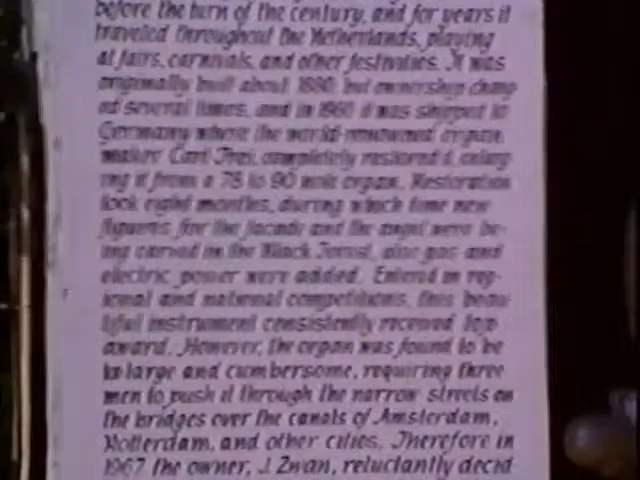 before the turn of the century, and for years it
traveled throughout the Netherlands, playing
at fairs, carnivals, and other festivities. It was
originally built about 1880, but ownership chang
ed several times, and in 1960 it was shipped to
Germany where the world-renowned organ
maker Carl Frei, completely restored it, enlarg
ing it from a 78 to 90 note organ. Restoration
took eight months, during which time new
figures for the facade and the angel were be-
ing carved in the Black Forest, also gas and
electric power were added. Entered in reg-
ional and national competitions, this beau
tiful instrument consistently received top
award. However, the organ was found to be
to large and cumbersome, requiring three
men to push it through the narrow streets on
the bridges over the canals of Amsterdam,
Rotterdam, and other cities. Therefore in
1967 the owner, J. Zwan, reluctantly decid